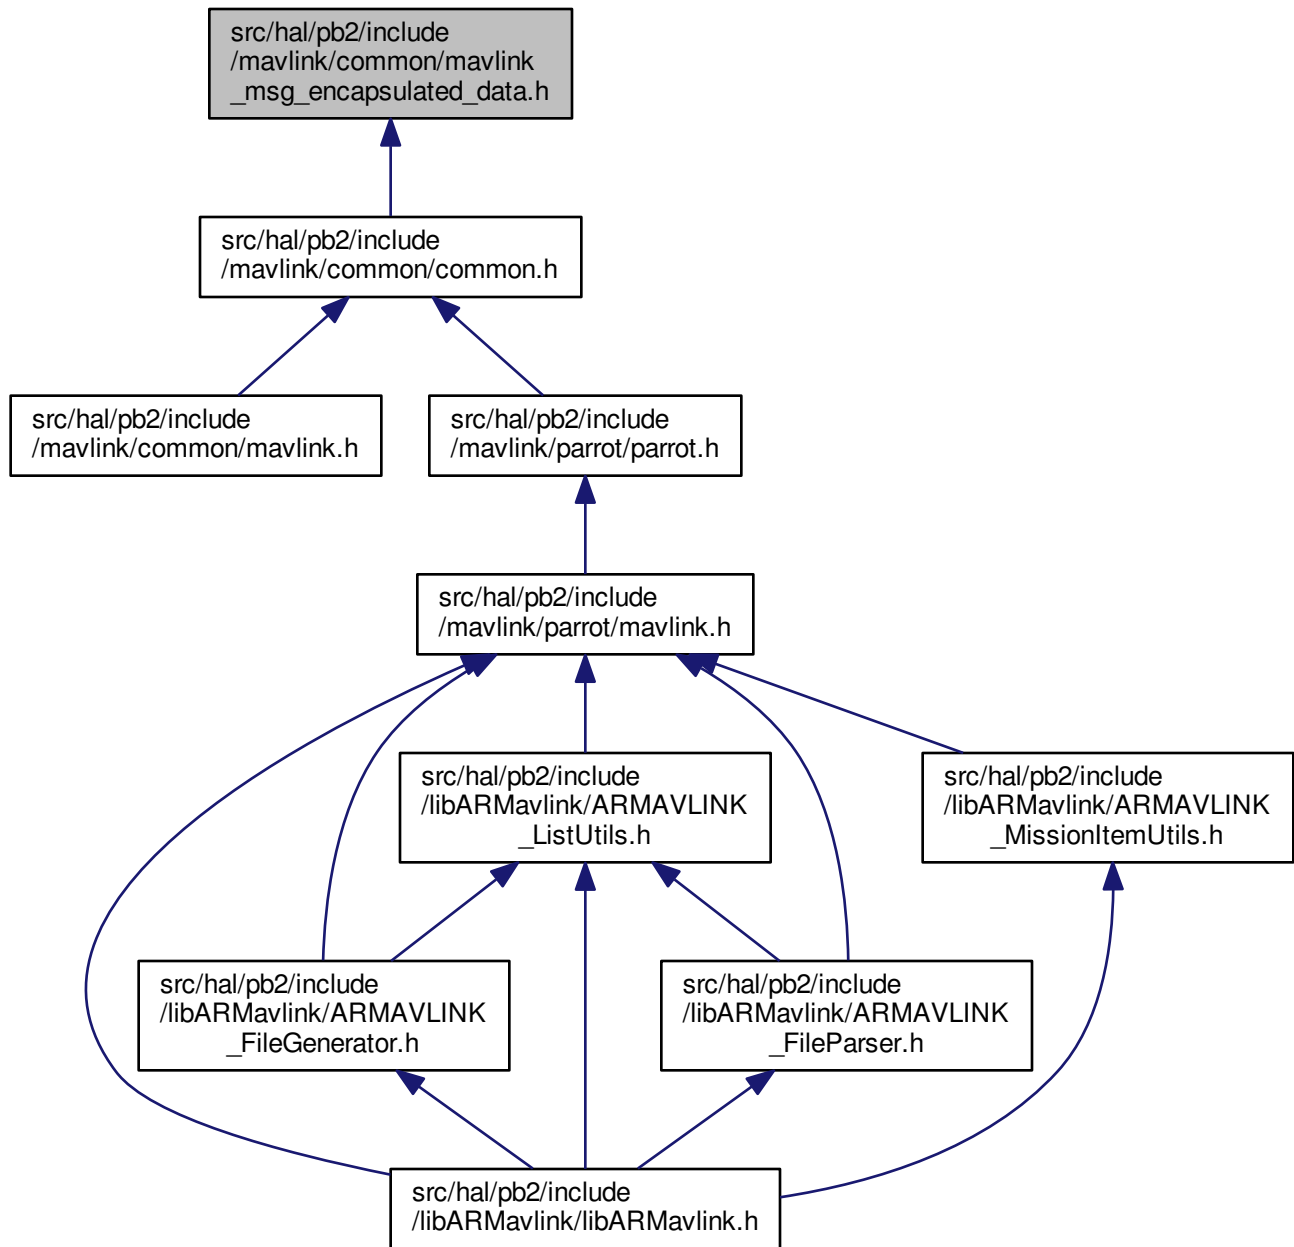 src/hal/pb2/include
/mavlink/common/mavlink
_msg_encapsulated_data.h
src/hal/pb2/include
/mavlink/common/common.h
src/hal/pb2/include
/mavlink/common/mavlink.h
src/hal/pb2/include
/mavlink/parrot/parrot.h
src/hal/pb2/include
/mavlink/parrot/mavlink.h
src/hal/pb2/include
/libARMavlink/ARMAVLINK
_ListUtils.h
src/hal/pb2/include
/libARMavlink/ARMAVLINK
_MissionItemUtils.h
src/hal/pb2/include
/libARMavlink/ARMAVLINK
_FileGenerator.h
src/hal/pb2/include
/libARMavlink/ARMAVLINK
_FileParser.h
src/hal/pb2/include
/libARMavlink/libARMavlink.h